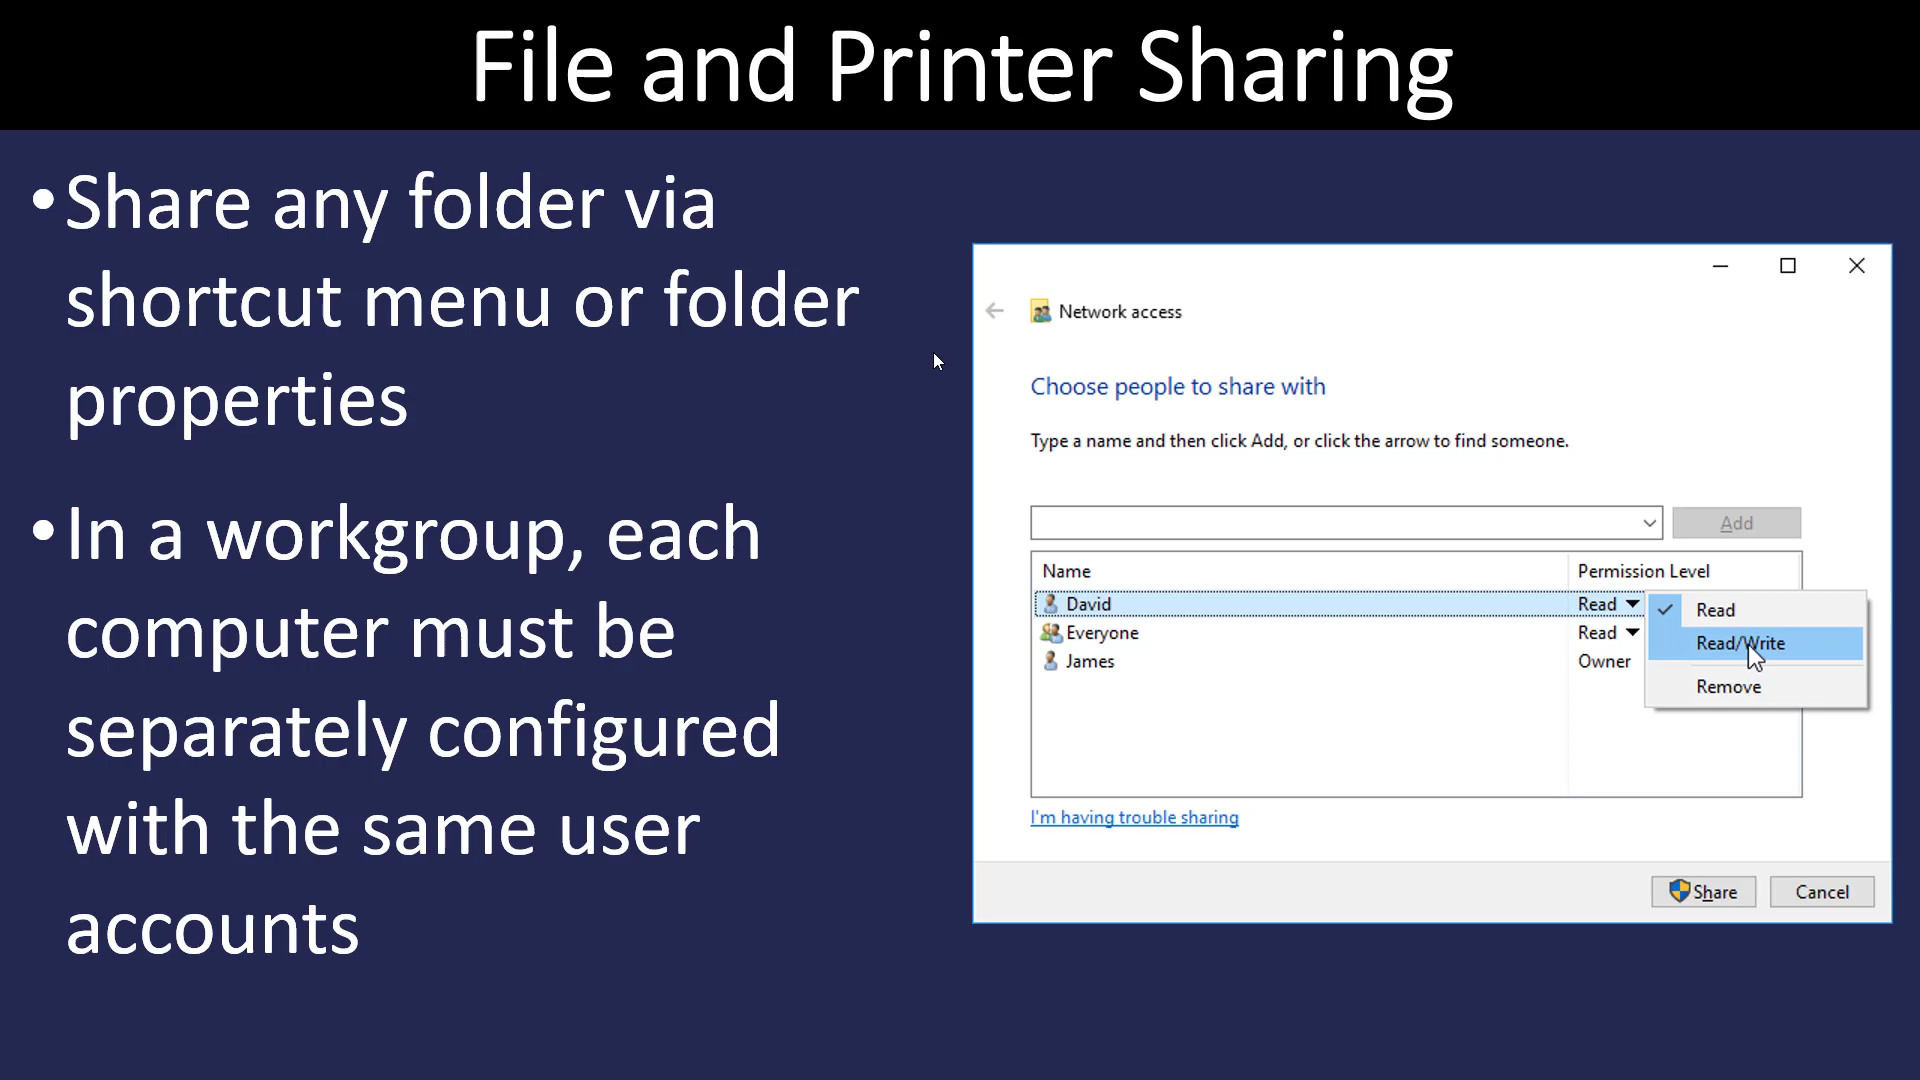 File and Printer Sharing
•Share any folder via
shortcut menu or folder
properties
•In a workgroup, each
computer must be
separately configured
with the same user
accounts
Network access
Choose people to share with
Type a name and then click Add, or click the arrow to find someone.
Add
Name Permission Level
David Read
Everyone Read
James Owner
Read
Read/Write
Remove
I'm having trouble sharing
Share Cancel